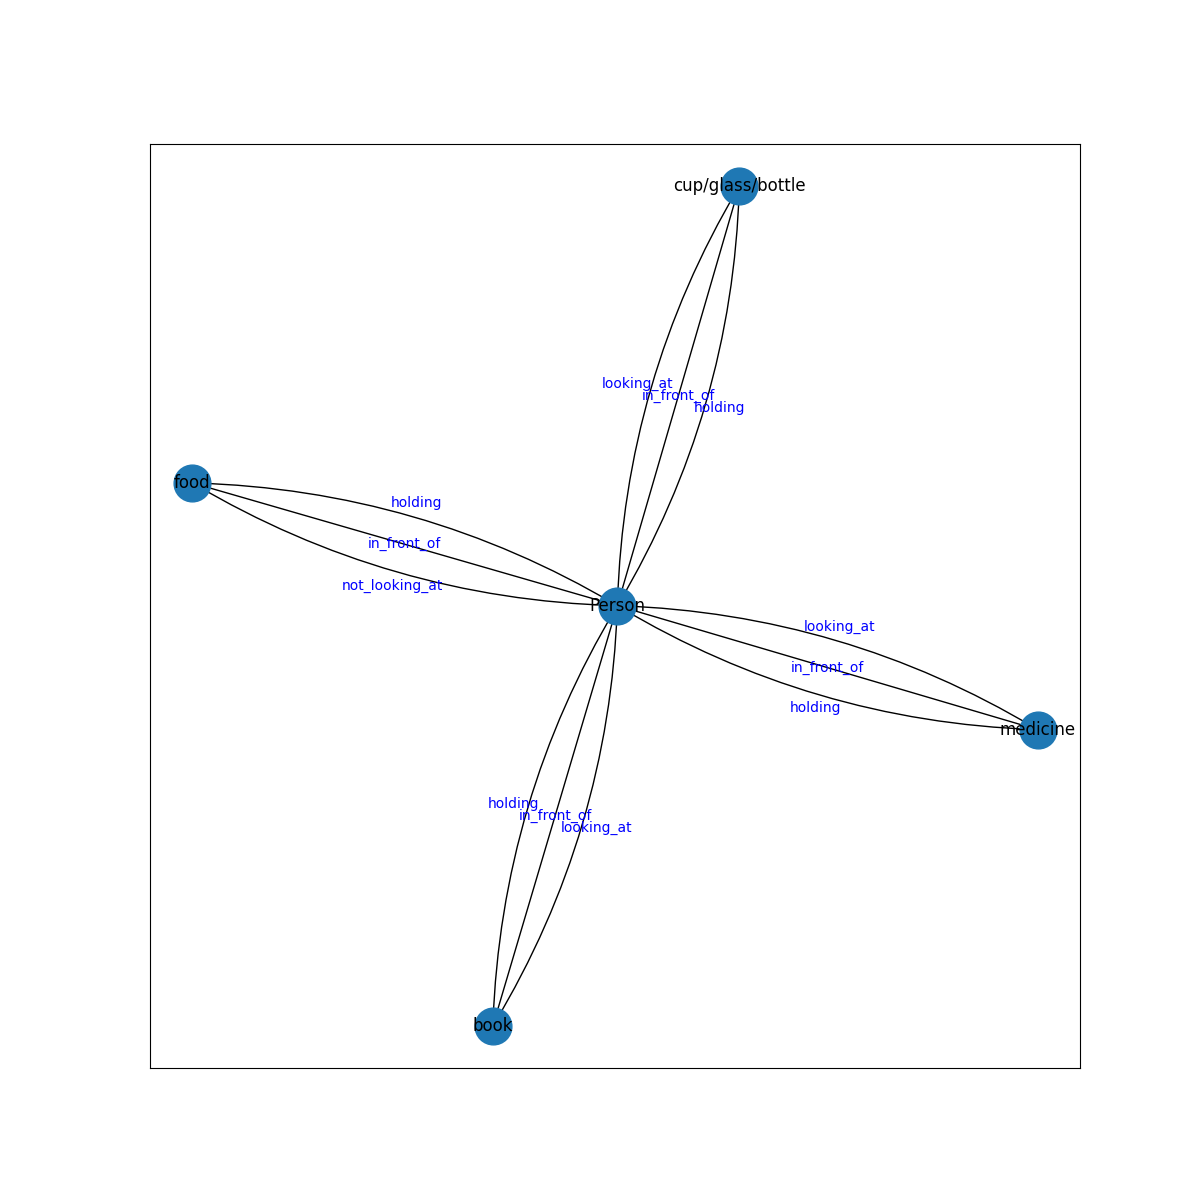 cup/glass/bottle
looking_at
in_front_of
holding
food
holding
in_front_of
not_looking_at
Person
looking_at
in_front_of
holding
medicine
holding
in_front_of
looking_at
book